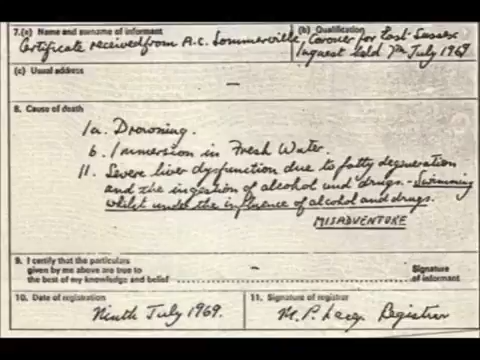 7.(a) Name and surname of informant (b) Qualification
Certificate received from A.C. Sommerville, Coroner for East Sussex
Inquest held 7th July 1969
(c) Usual address
—
8. Cause of death
1a. Drowning.
b. Immersion in Fresh Water.
11. Severe liver dysfunction due to fatty degeneration
and the ingestion of alcohol and drugs. - Swimming
whilst under the influence of alcohol and drugs.
MISADVENTURE
9. I certify that the particulars
given by me above are true to
the best of my knowledge and belief - Signature
of informant
10. Date of registration 11. Signature of registrar
Ninth July 1969. M. P. Registrar